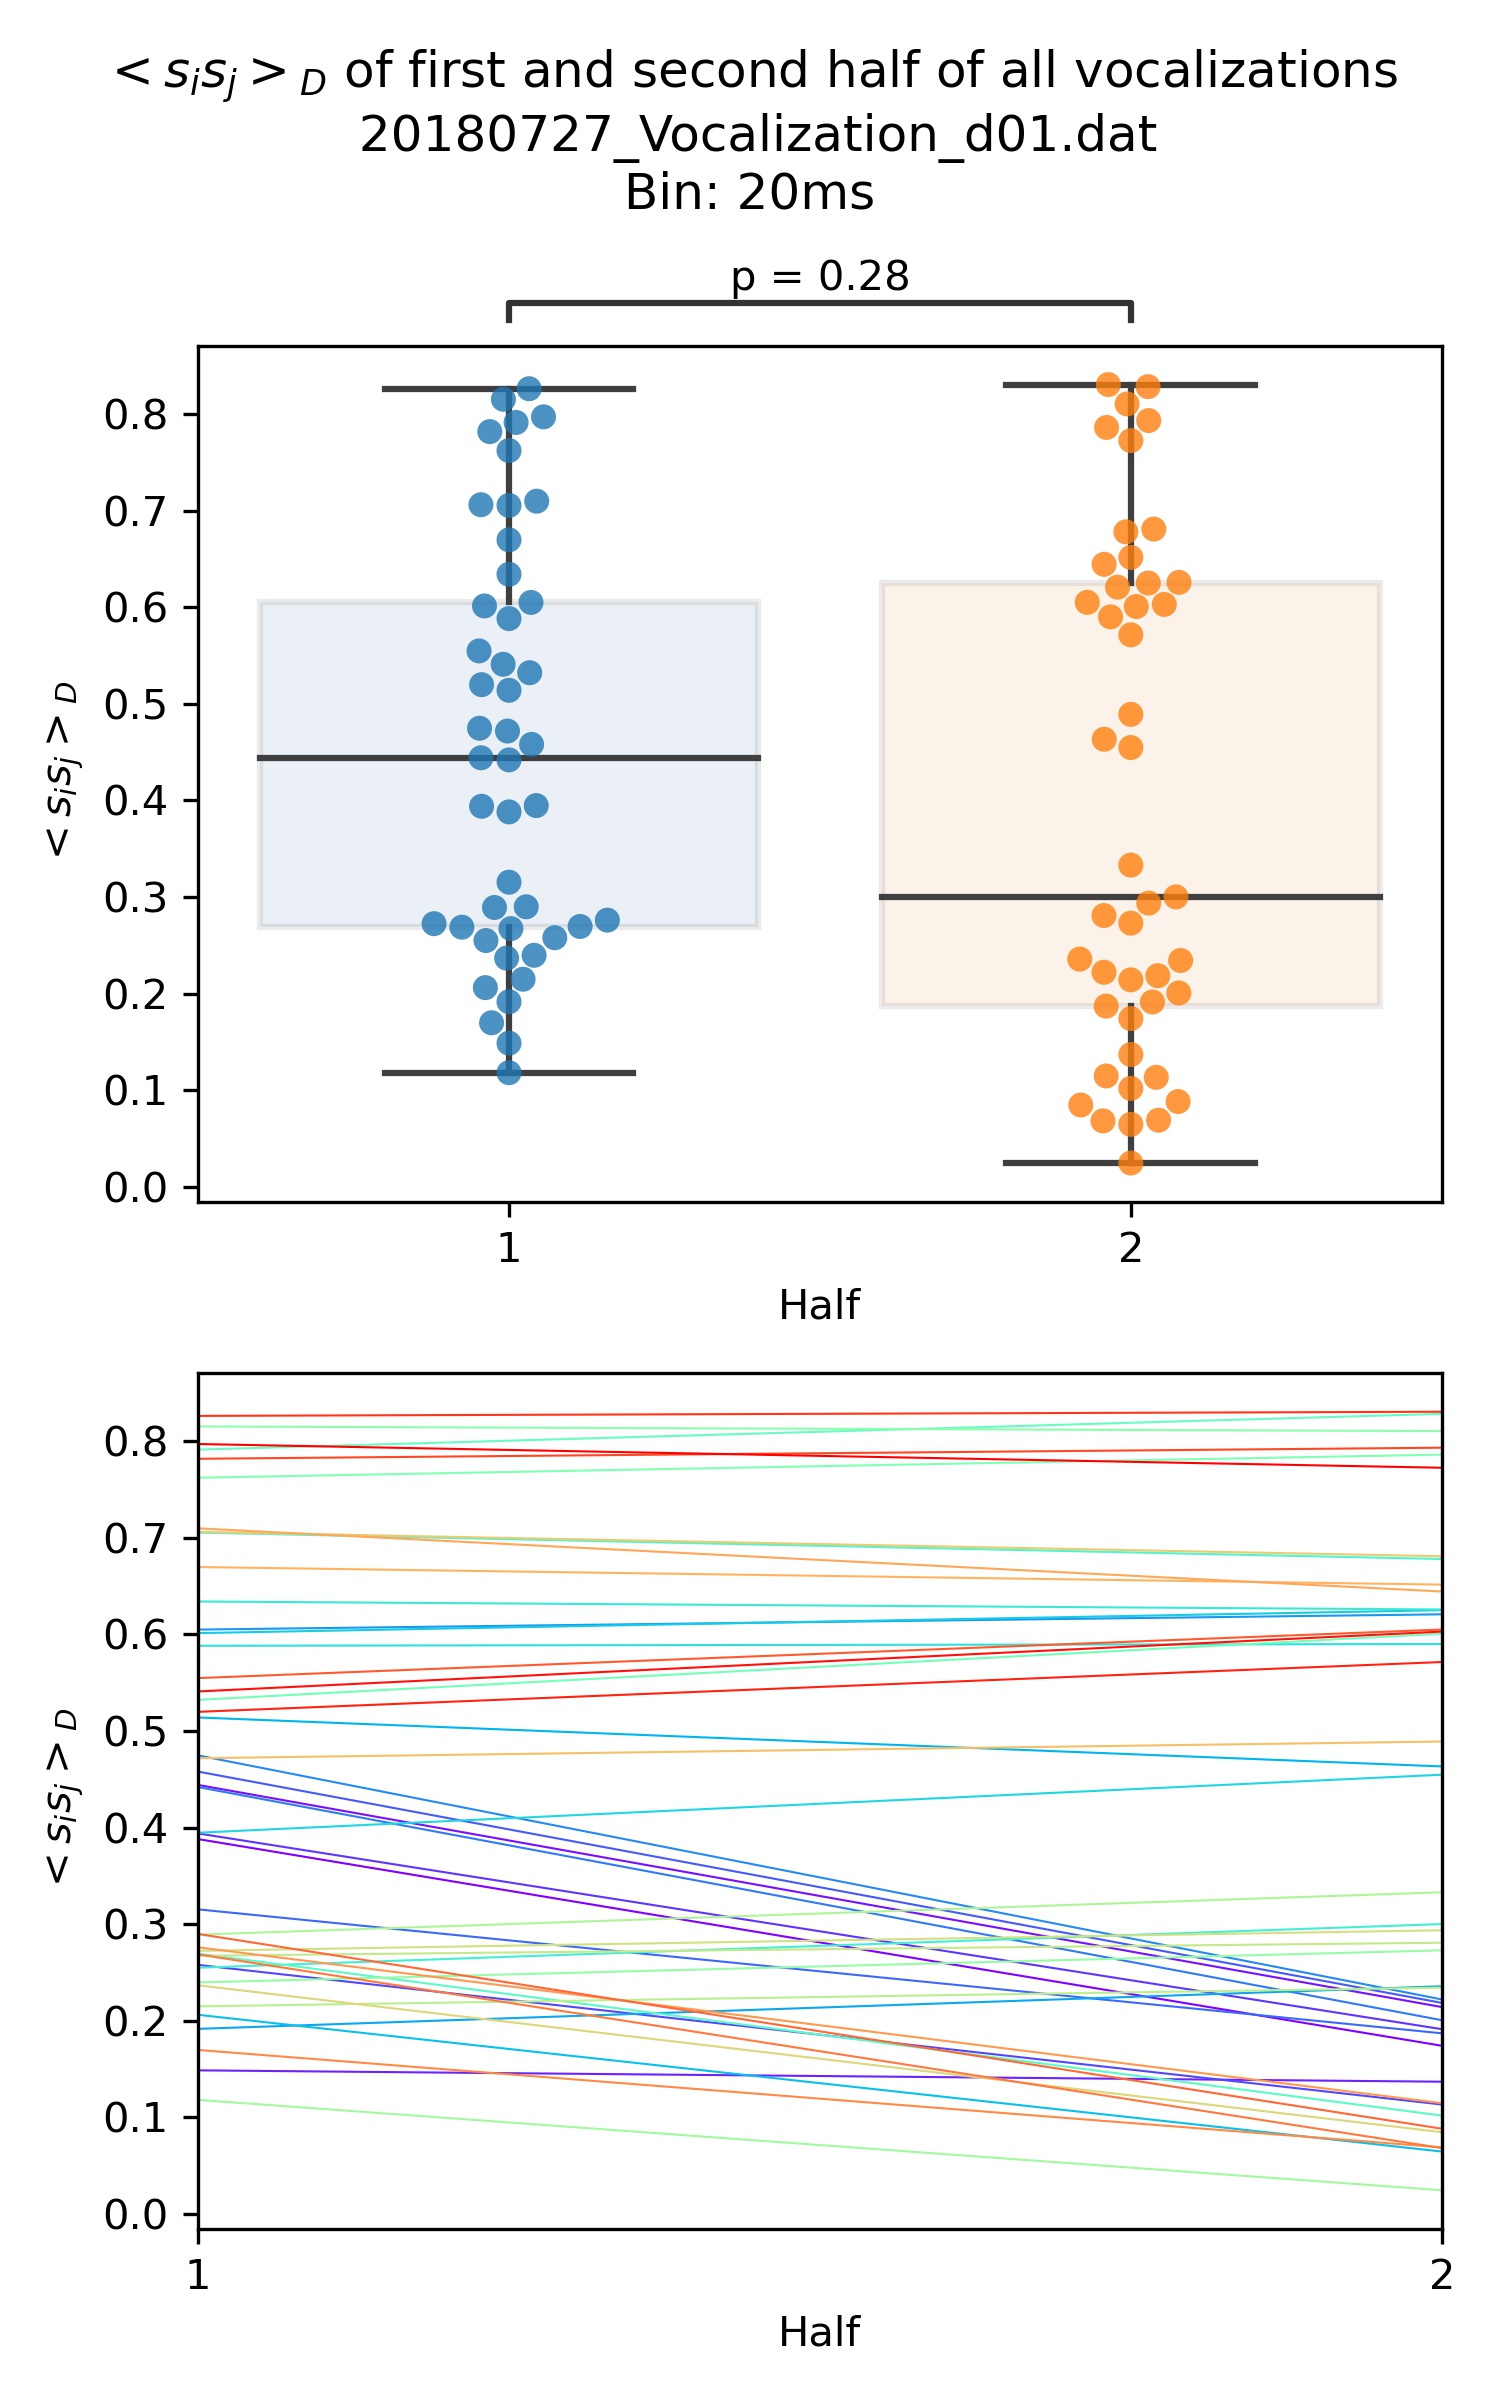 < sᵢsⱼ >_D of first and second half of all vocalizations
20180727_Vocalization_d01.dat
Bin: 20ms
p = 0.28
< sᵢsⱼ >_D
0.8
0.7
0.6
0.5
0.4
0.3
0.2
0.1
0.0
1 2
Half
< sᵢsⱼ >_D
0.8
0.7
0.6
0.5
0.4
0.3
0.2
0.1
0.0
1 2
Half